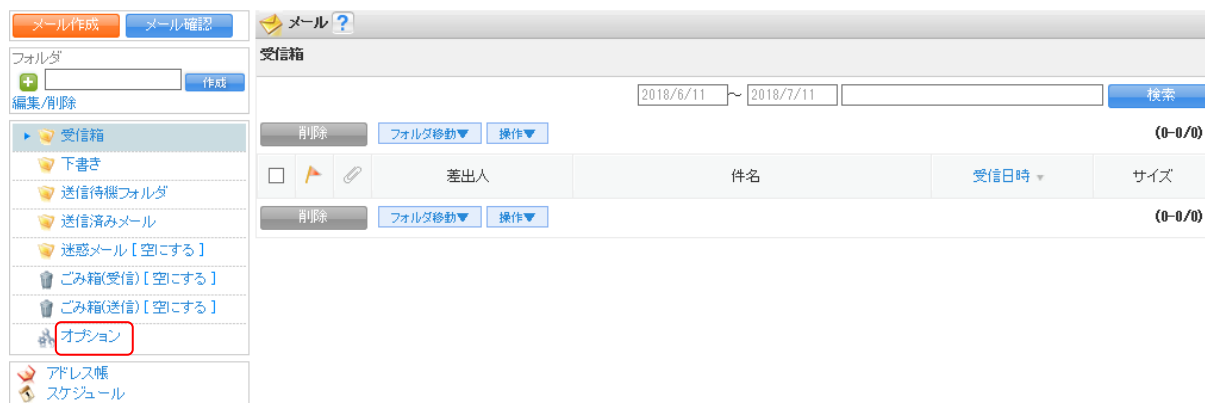 メール作成 メール確認
フォルダ
作成
編集/削除
受信箱
下書き
送信待機フォルダ
送信済みメール
迷惑メール [ 空にする ]
ごみ箱(受信) [ 空にする ]
ごみ箱(送信) [ 空にする ]
オプション
アドレス帳
スケジュール
メール ?
受信箱
2018/6/11 ~ 2018/7/11 検索
削除 フォルダ移動▼ 操作▼ (0-0/0)
差出人 件名 受信日時 ▼ サイズ
削除 フォルダ移動▼ 操作▼ (0-0/0)